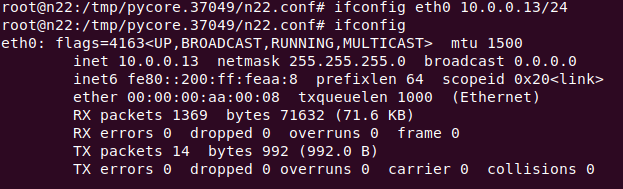 root@n22:/tmp/pycore.37049/n22.conf# ifconfig eth0 10.0.0.13/24
root@n22:/tmp/pycore.37049/n22.conf# ifconfig
eth0: flags=4163<UP,BROADCAST,RUNNING,MULTICAST>  mtu 1500
        inet 10.0.0.13  netmask 255.255.255.0  broadcast 0.0.0.0
        inet6 fe80::200:ff:feaa:8  prefixlen 64  scopeid 0x20<link>
        ether 00:00:00:aa:00:08  txqueuelen 1000  (Ethernet)
        RX packets 1369  bytes 71632 (71.6 KB)
        RX errors 0  dropped 0  overruns 0  frame 0
        TX packets 14  bytes 992 (992.0 B)
        TX errors 0  dropped 0 overruns 0  carrier 0  collisions 0